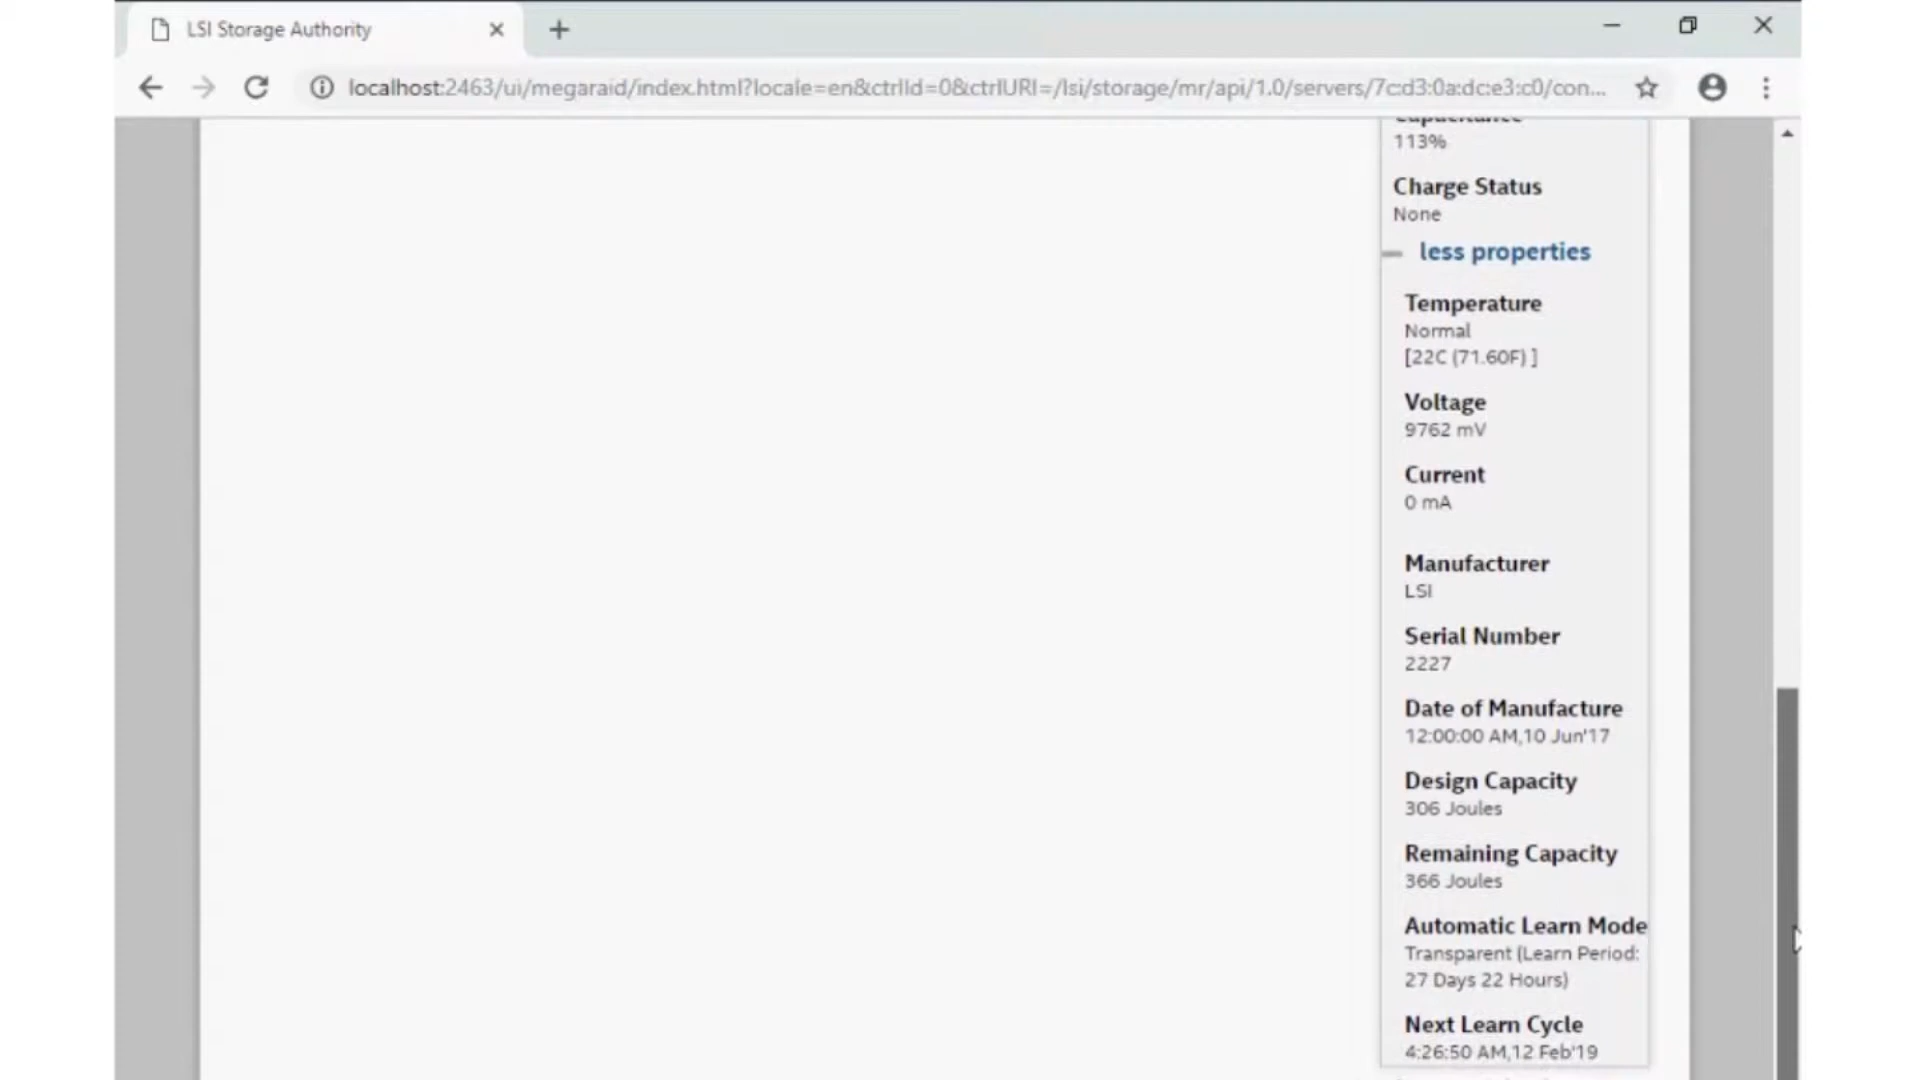 LSI Storage Authority
localhost:2463/ui/megaraid/index.html?locale=en&ctrlId=0&ctrlURI=/lsi/storage/mr/api/1.0/servers/7c:d3:0a:dc:e3:c0/con...
Capacitance
113%
Charge Status
None
less properties
Temperature
Normal
[22C (71.60F) ]
Voltage
9762 mV
Current
0 mA
Manufacturer
LSI
Serial Number
2227
Date of Manufacture
12:00:00 AM,10 Jun'17
Design Capacity
306 Joules
Remaining Capacity
366 Joules
Automatic Learn Mode
Transparent (Learn Period:
27 Days 22 Hours)
Next Learn Cycle
4:26:50 AM,12 Feb'19